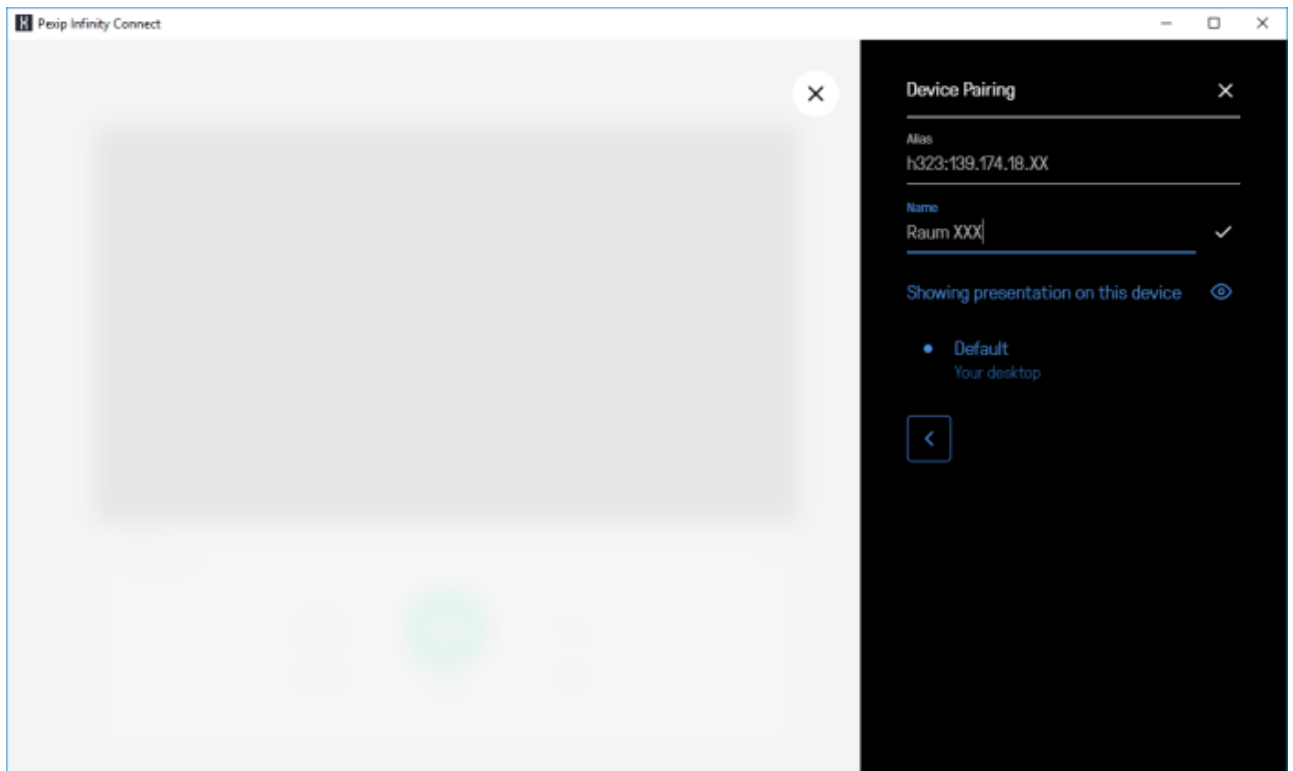 Pexip Infinity Connect
Device Pairing
Alias
h323:139.174.18.XX
Name
Raum XXX
Showing presentation on this device
Default
Your desktop